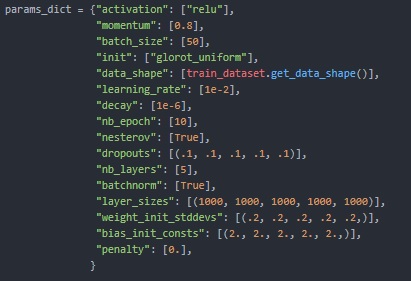 params_dict = {"activation": ["relu"],
"momentum": [0.8],
"batch_size": [50],
"init": ["glorot_uniform"],
"data_shape": [train_dataset.get_data_shape()],
"learning_rate": [1e-2],
"decay": [1e-6],
"nb_epoch": [10],
"nesterov": [True],
"dropouts": [(.1, .1, .1, .1, .1)],
"nb_layers": [5],
"batchnorm": [True],
"layer_sizes": [(1000, 1000, 1000, 1000, 1000)],
"weight_init_stddevs": [(.2, .2, .2, .2, .2,)],
"bias_init_consts": [(2., 2., 2., 2., 2.,)],
"penalty": [0.],
}